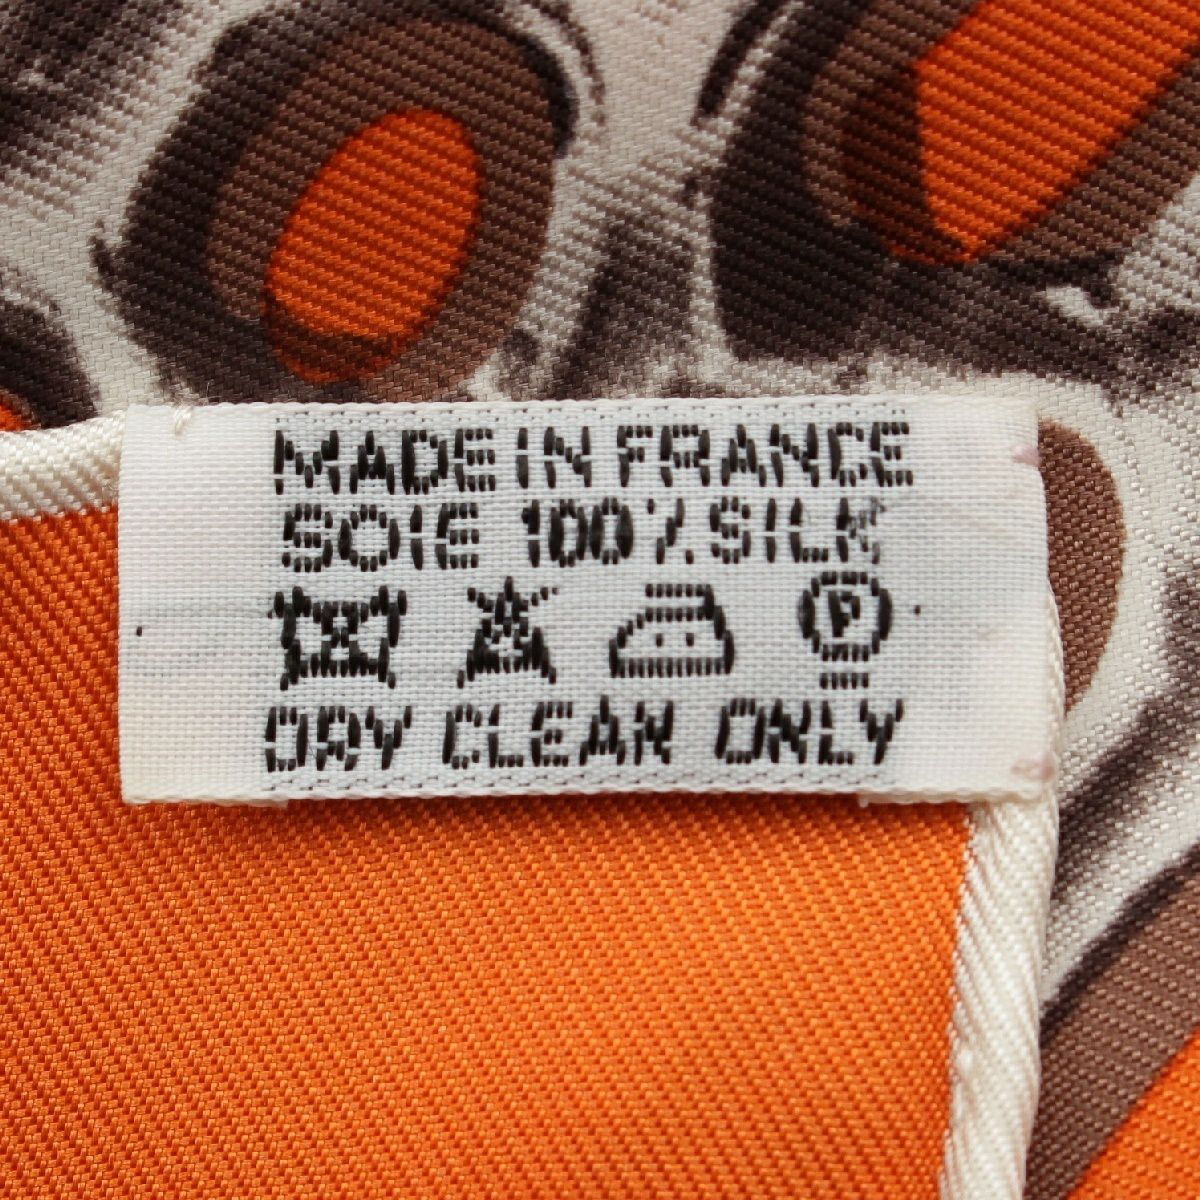 MADE IN FRANCE
SOIE 100% SILK
P
DRY CLEAN ONLY